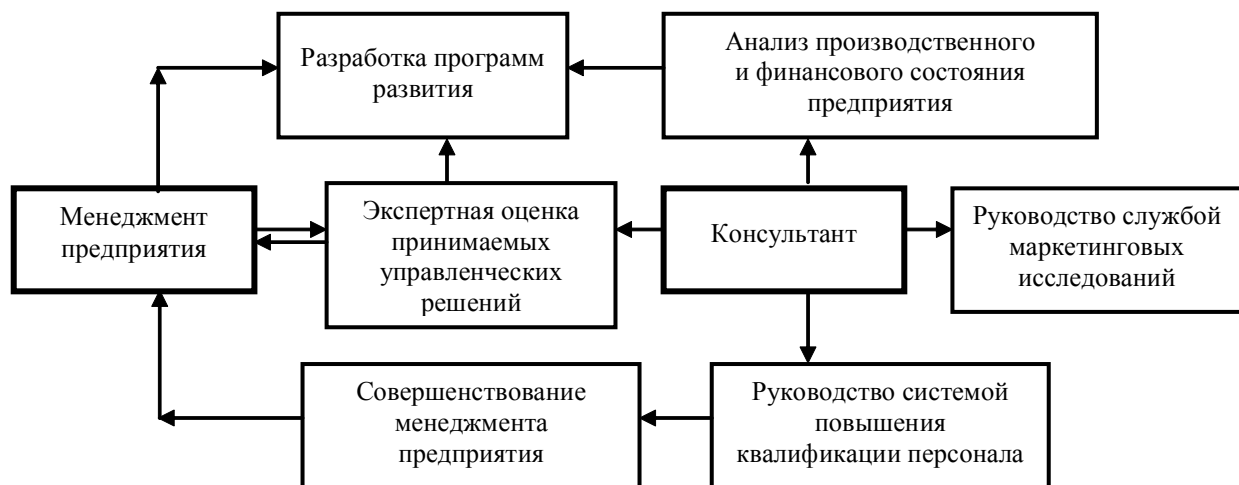 Разработка программ
развития
Анализ производственного
и финансового состояния
предприятия
Менеджмент
предприятия
Экспертная оценка
принимаемых
управленческих
решений
Консультант
Руководство службой
маркетинговых
исследований
Совершенствование
менеджмента
предприятия
Руководство системой
повышения
квалификации персонала